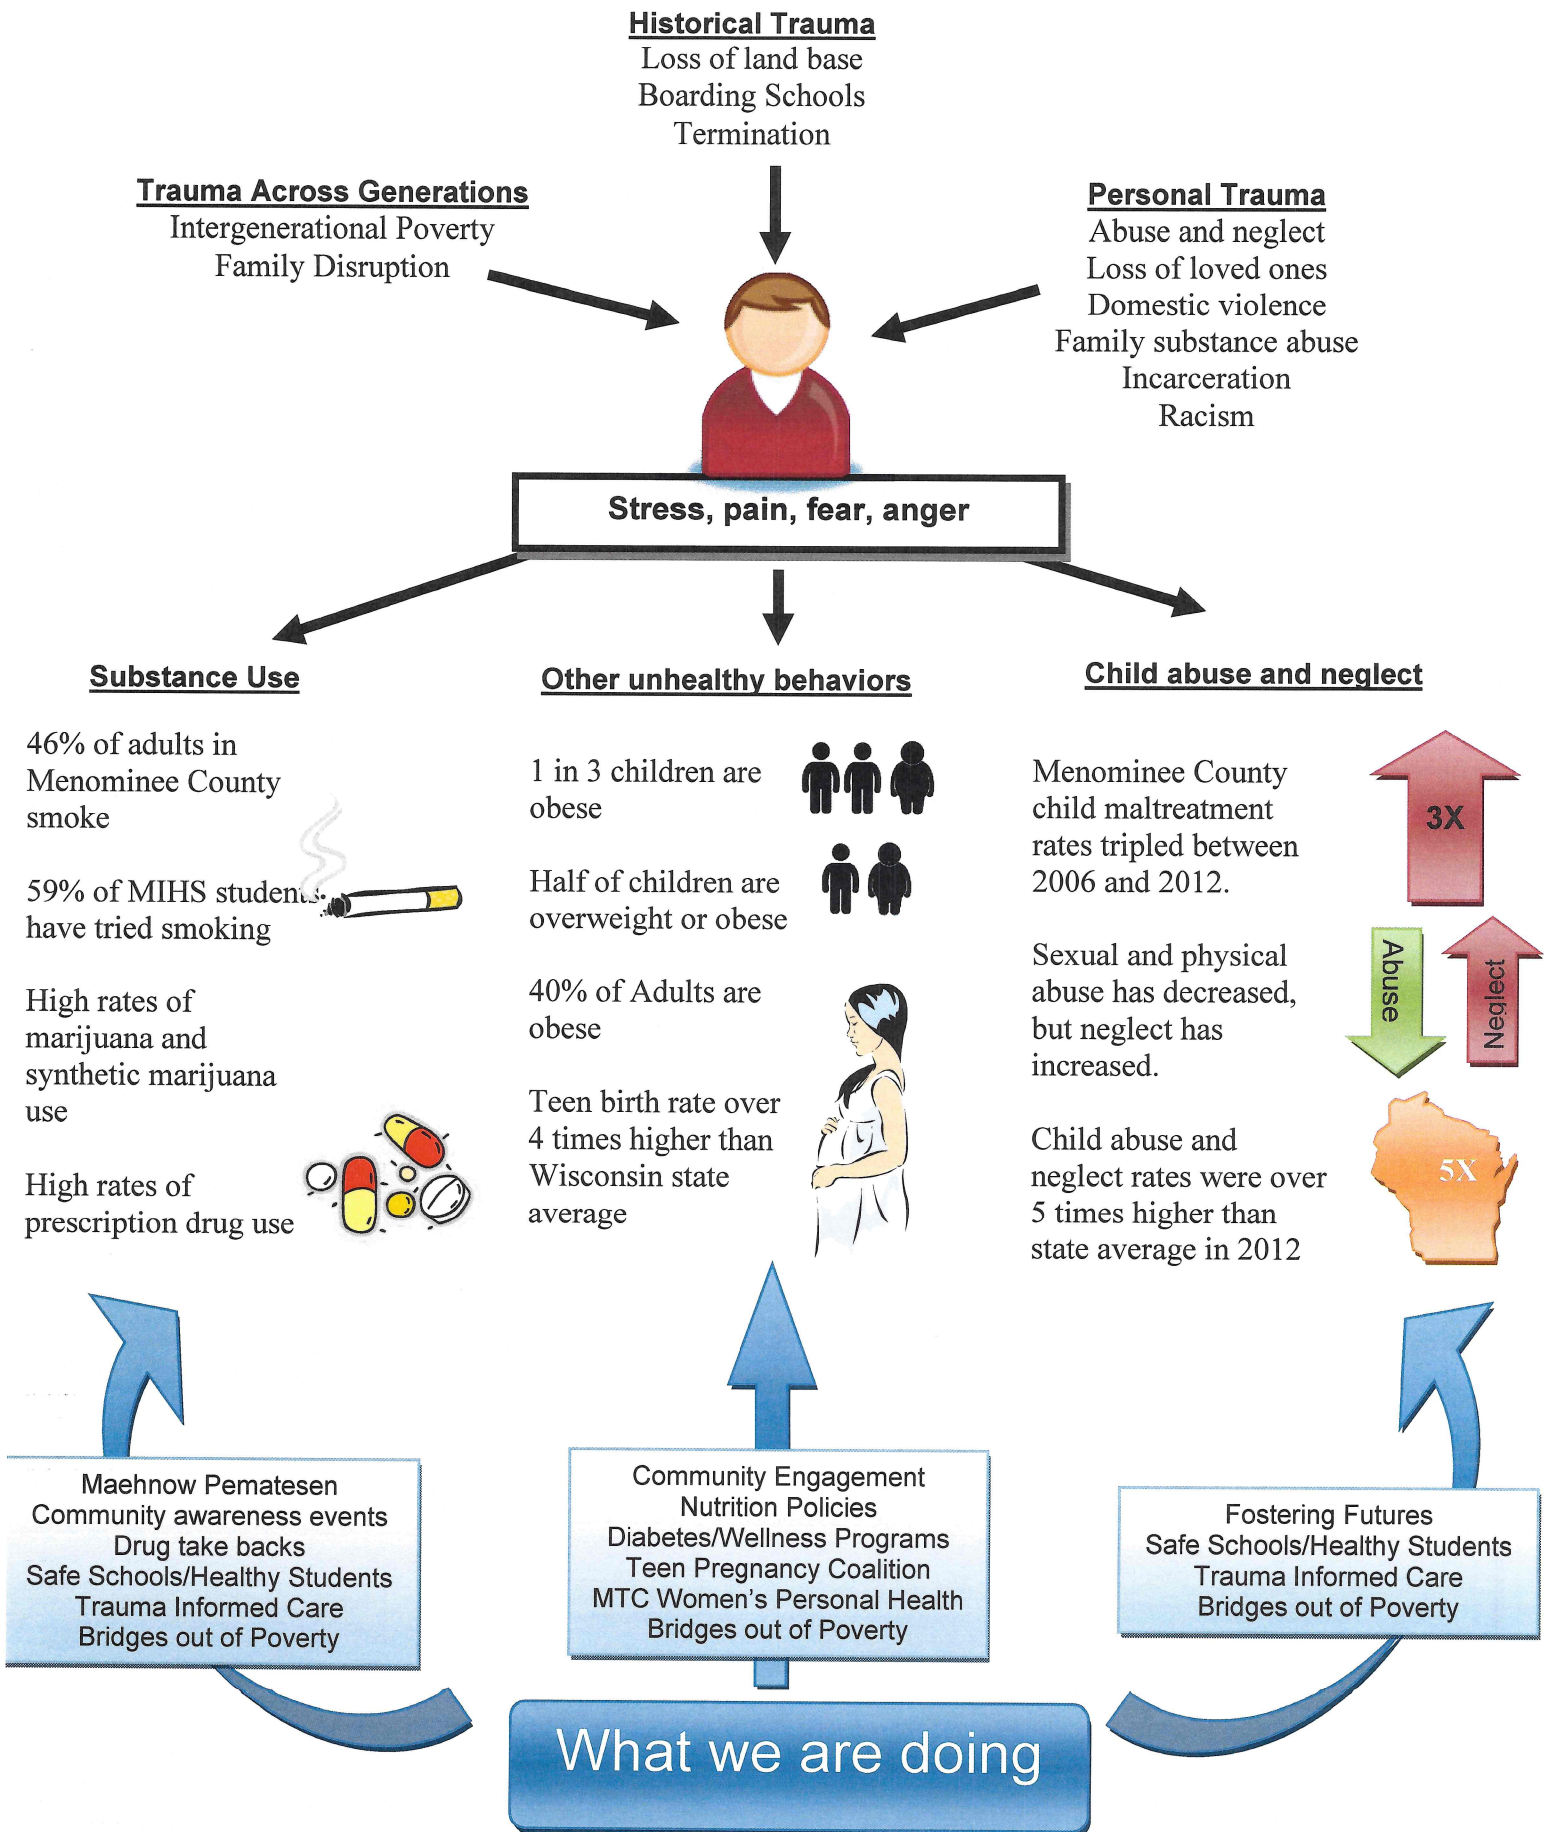 Historical Trauma
Loss of land base
Boarding Schools
Termination
Trauma Across Generations
Intergenerational Poverty
Family Disruption
Personal Trauma
Abuse and neglect
Loss of loved ones
Domestic violence
Family substance abuse
Incarceration
Racism
Stress, pain, fear, anger
Substance Use
46% of adults in
Menominee County
smoke
59% of MIHS students
have tried smoking
High rates of
marijuana and
synthetic marijuana
use
High rates of
prescription drug use
Other unhealthy behaviors
1 in 3 children are
obese
Half of children are
overweight or obese
40% of Adults are
obese
Teen birth rate over
4 times higher than
Wisconsin state
average
Child abuse and neglect
Menominee County
child maltreatment
rates tripled between
2006 and 2012.
3X
Sexual and physical
abuse has decreased,
but neglect has
increased.
Abuse
Neglect
Child abuse and
neglect rates were over
5 times higher than
state average in 2012
5X
Maehnow Pematesen
Community awareness events
Drug take backs
Safe Schools/Healthy Students
Trauma Informed Care
Bridges out of Poverty
Community Engagement
Nutrition Policies
Diabetes/Wellness Programs
Teen Pregnancy Coalition
MTC Women's Personal Health
Bridges out of Poverty
Fostering Futures
Safe Schools/Healthy Students
Trauma Informed Care
Bridges out of Poverty
What we are doing